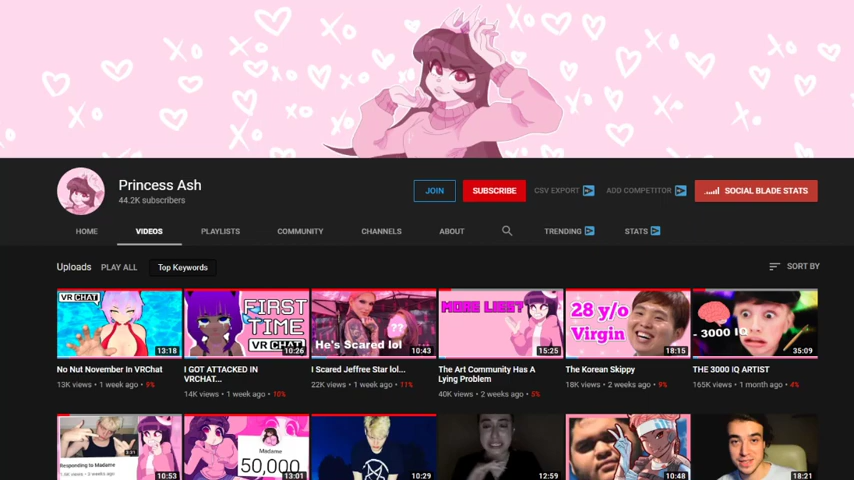 Princess Ash
44.2K subscribers
JOIN
SUBSCRIBE
CSV EXPORT
ADD COMPETITOR
SOCIAL BLADE STATS
HOME
VIDEOS
PLAYLISTS
COMMUNITY
CHANNELS
ABOUT
TRENDING
STATS
Uploads
PLAY ALL
Top Keywords
SORT BY
VRCHAT
13:18
FIRST
TIME
VRCHAT
10:26
He's Scared lol
??
10:43
MORE LIES?
15:25
28 y/o
Virgin
18:15
- 3000 IQ
35:09
No Nut November In VRChat
13K views • 1 week ago • 9%
I GOT ATTACKED IN
VRCHAT...
14K views • 1 week ago • 10%
I Scared Jeffree Star lol...
22K views • 1 week ago • 11%
The Art Community Has A
Lying Problem
40K views • 2 weeks ago • 5%
The Korean Skippy
18K views • 2 weeks ago • 9%
THE 3000 IQ ARTIST
165K views • 1 month ago • 4%
Responding to Madame
10:53
Madame
50,000
13:01
10:29
12:59
10:48
18:21